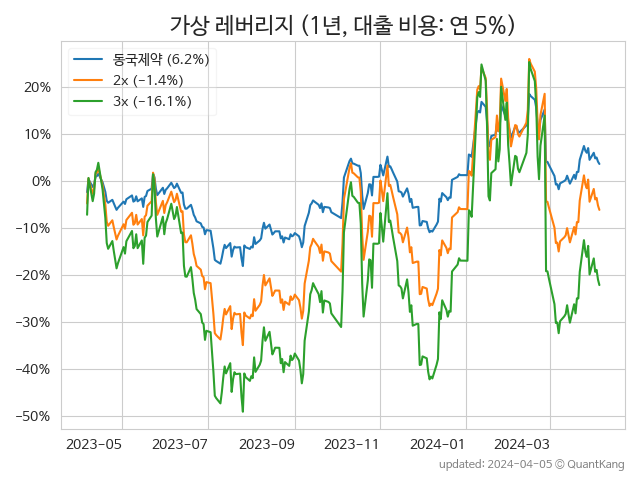 가상 레버리지 (1년, 대출 비용: 연 5%)
동국제약 (6.2%)
2x (−1.4%)
3x (−16.1%)
20%
10%
0%
−10%
−20%
−30%
−40%
−50%
2023-05
2023-07
2023-09
2023-11
2024-01
2024-03
updated: 2024-04-05 © QuantKang